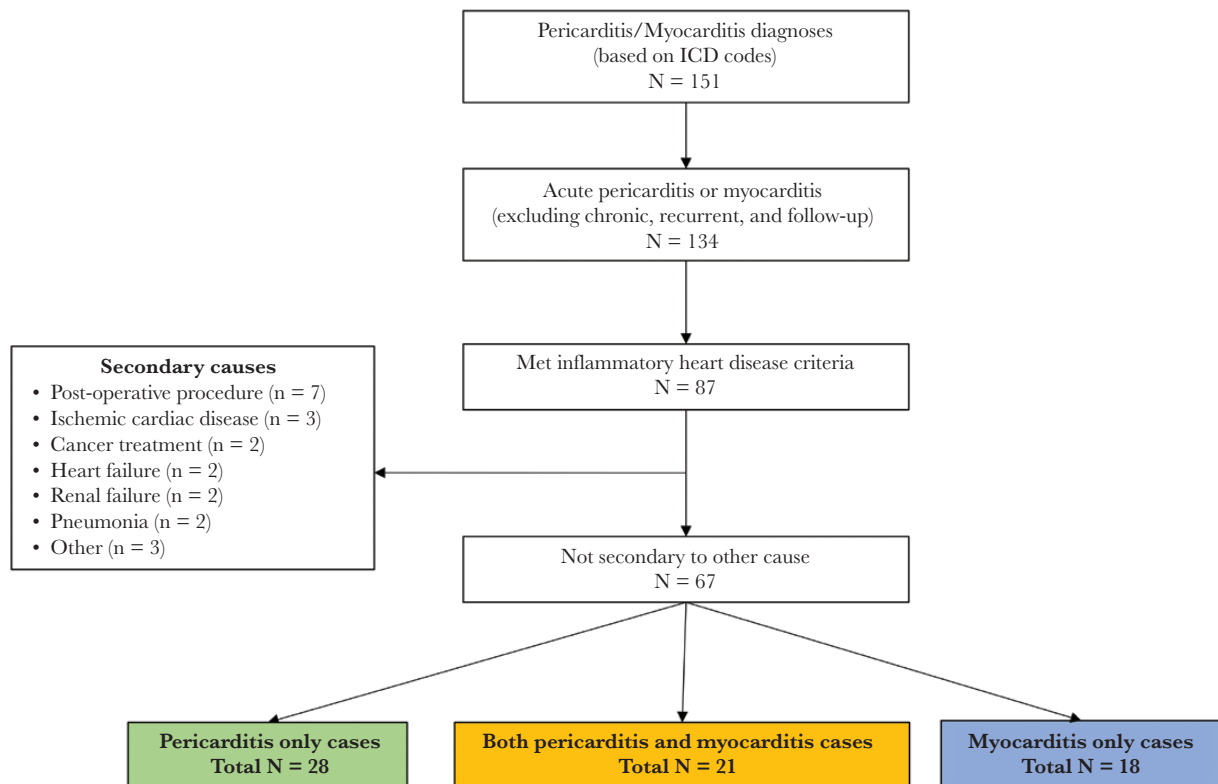 Pericarditis/Myocarditis diagnoses
(based on ICD codes)
N = 151
Acute pericarditis or myocarditis
(excluding chronic, recurrent, and follow-up)
N = 134
Met inflammatory heart disease criteria
N = 87
Secondary causes
• Post-operative procedure (n = 7)
• Ischemic cardiac disease (n = 3)
• Cancer treatment (n = 2)
• Heart failure (n = 2)
• Renal failure (n = 2)
• Pneumonia (n = 2)
• Other (n = 3)
Not secondary to other cause
N = 67
Pericarditis only cases
Total N = 28
Both pericarditis and myocarditis cases
Total N = 21
Myocarditis only cases
Total N = 18